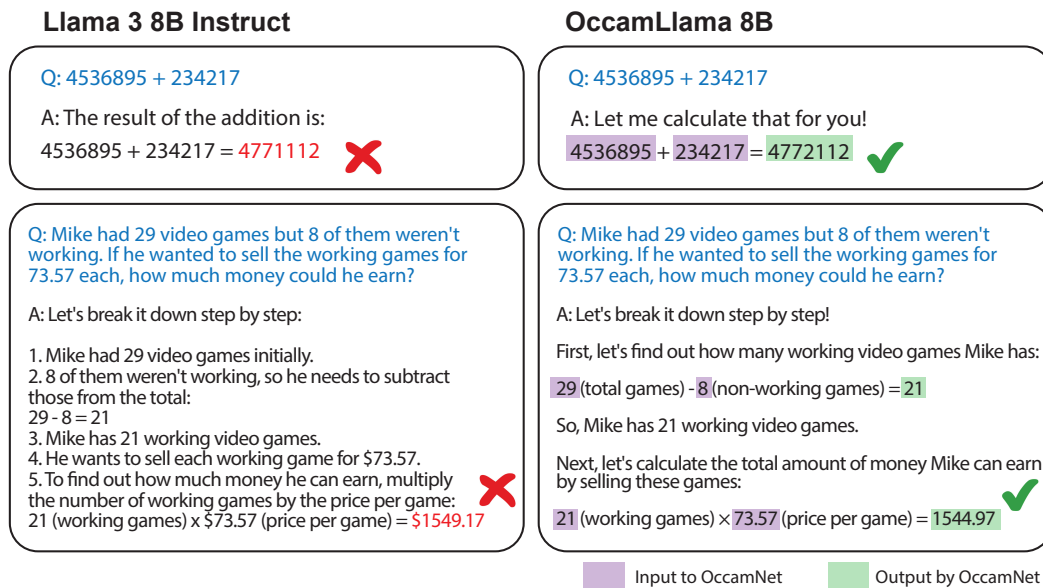 Llama 3 8B Instruct
Q: 4536895 + 234217
A: The result of the addition is:
4536895 + 234217 = 4771112
Q: Mike had 29 video games but 8 of them weren't
working. If he wanted to sell the working games for
73.57 each, how much money could he earn?
A: Let's break it down step by step:
1. Mike had 29 video games initially.
2. 8 of them weren't working, so he needs to subtract
those from the total:
29 - 8 = 21
3. Mike has 21 working video games.
4. He wants to sell each working game for $73.57.
5. To find out how much money he can earn, multiply
the number of working games by the price per game:
21 (working games) x $73.57 (price per game) = $1549.17
OccamLlama 8B
Q: 4536895 + 234217
A: Let me calculate that for you!
4536895 + 234217 = 4772112
Q: Mike had 29 video games but 8 of them weren't
working. If he wanted to sell the working games for
73.57 each, how much money could he earn?
A: Let's break it down step by step!
First, let's find out how many working video games Mike has:
29 (total games) - 8 (non-working games) = 21
So, Mike has 21 working video games.
Next, let's calculate the total amount of money Mike can earn
by selling these games:
21 (working games) × 73.57 (price per game) = 1544.97
Input to OccamNet
Output by OccamNet